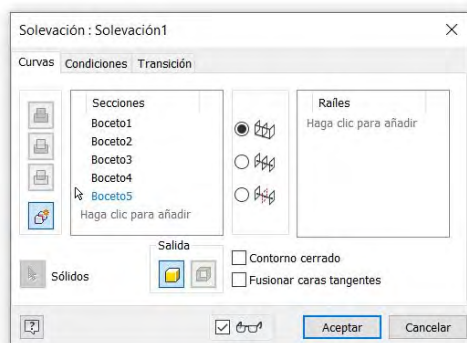 Solevación : Solevación1
Curvas Condiciones Transición
Secciones
Boceto1
Boceto2
Boceto3
Boceto4
Boceto5
Haga clic para añadir
Raíles
Haga clic para añadir
Sólidos
Salida
Contorno cerrado
Fusionar caras tangentes
?
Aceptar Cancelar